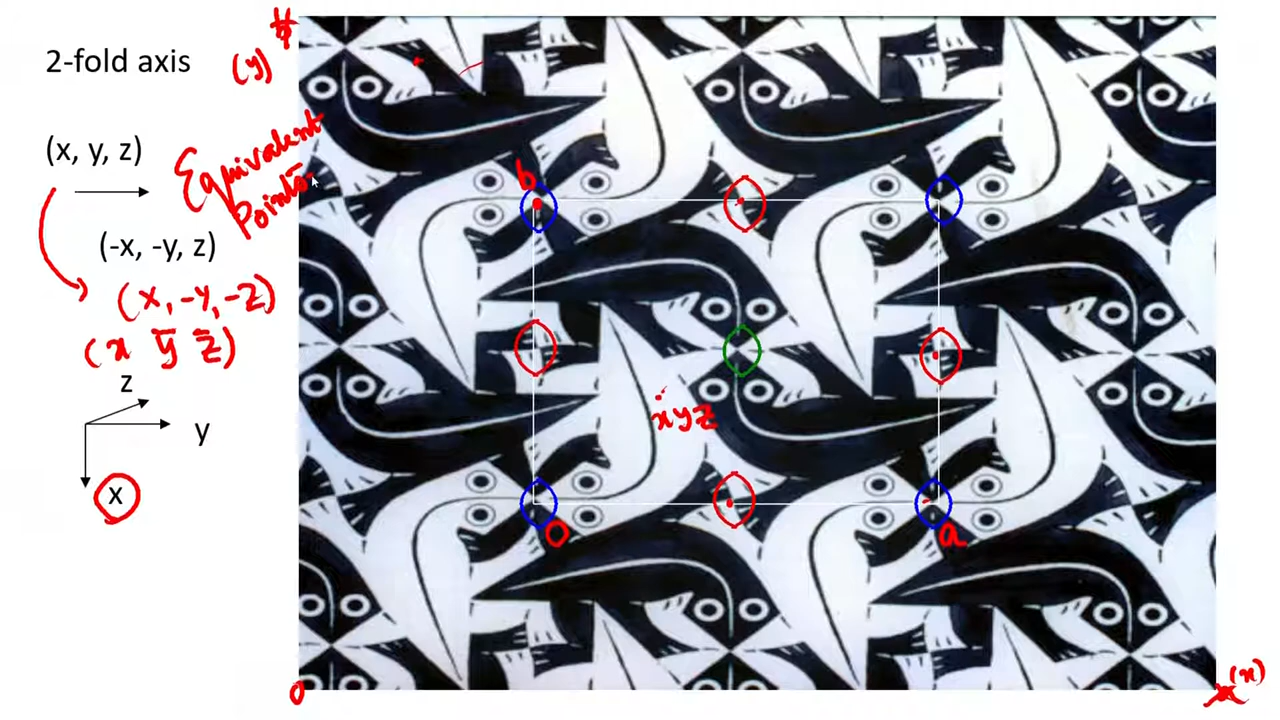 2-fold axis
(y)
(x, y, z)
Equivalent
Points
(-x, -y, z)
(x, -y, -z)
(x ȳ z̄)
z
y
x
b
xyz
O
a
0
(x)